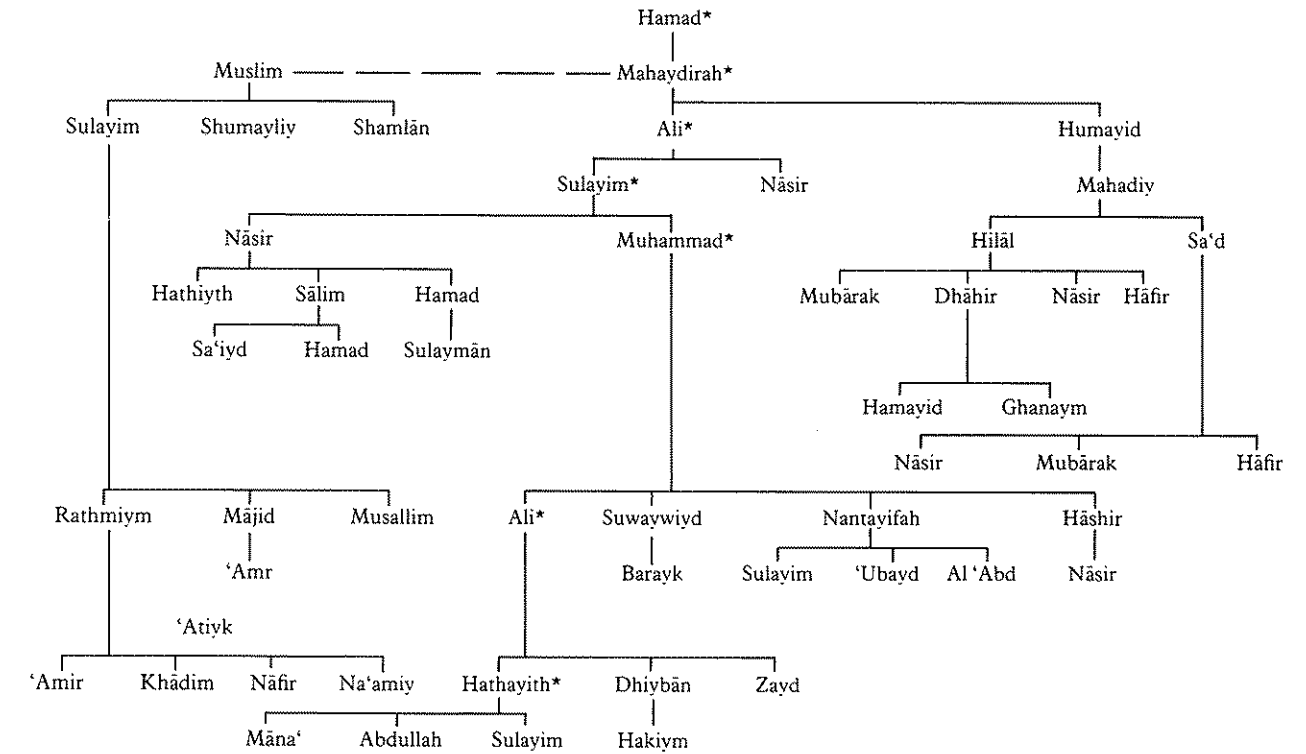 Hamad*
Muslim Mahaydirah*
Sulayim Shumayliy Shamlān Ali* Humayid
Sulayim* Nāsir Mahadiy
Nāsir Muhammad* Hilāl Sa‘d
Hathiyth Sālim Hamad Mubārak Dhāhir Nāsir Hāfir
Sa‘iyd Hamad Sulaymān
Hamayid Ghanaym
Nāsir Mubārak Hāfir
Rathmiym Mājid Musallim Ali* Suwaywiyd Nantayifah Hāshir
‘Amr Barayk Sulayim ‘Ubayd Al ‘Abd Nāsir
‘Atiyk
‘Amir Khādim Nāfir Na‘amiy Hathayith* Dhiybān Zayd
Māna‘ Abdullah Sulayim Hakiym